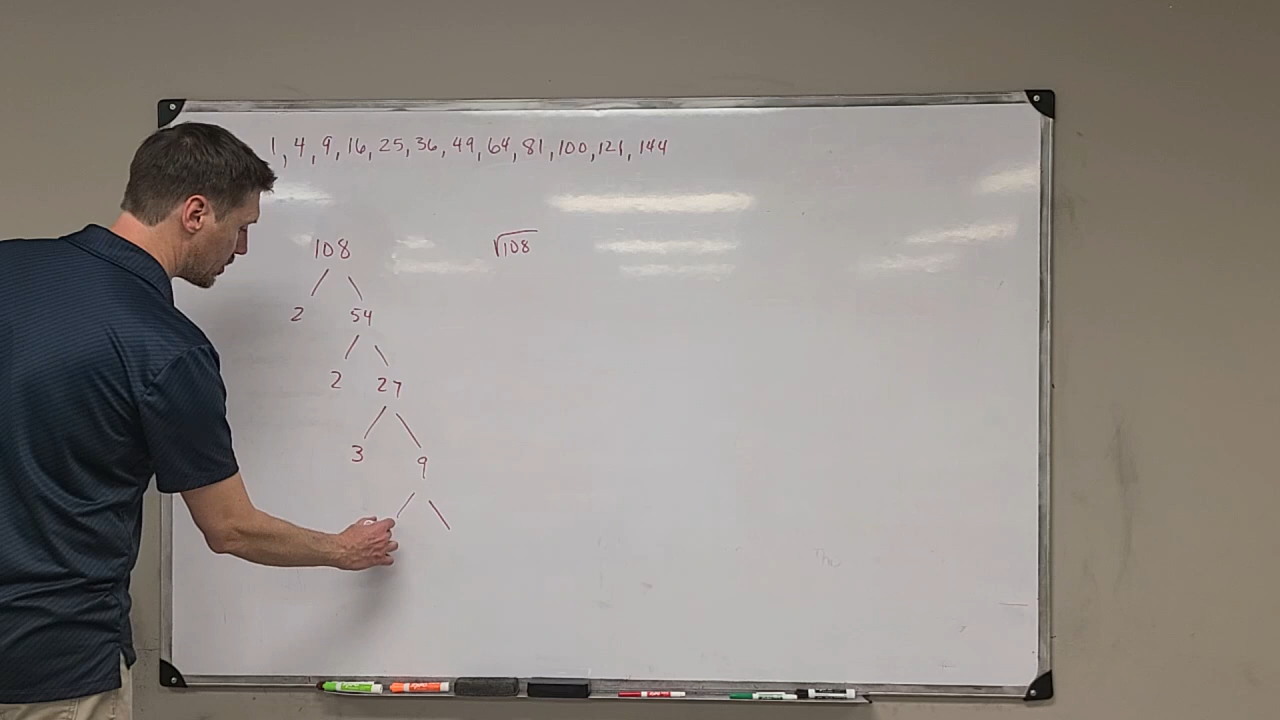 1, 4, 9, 16, 25, 36, 49, 64, 81, 100, 121, 144
108 √108
2 54
2 27
3 9